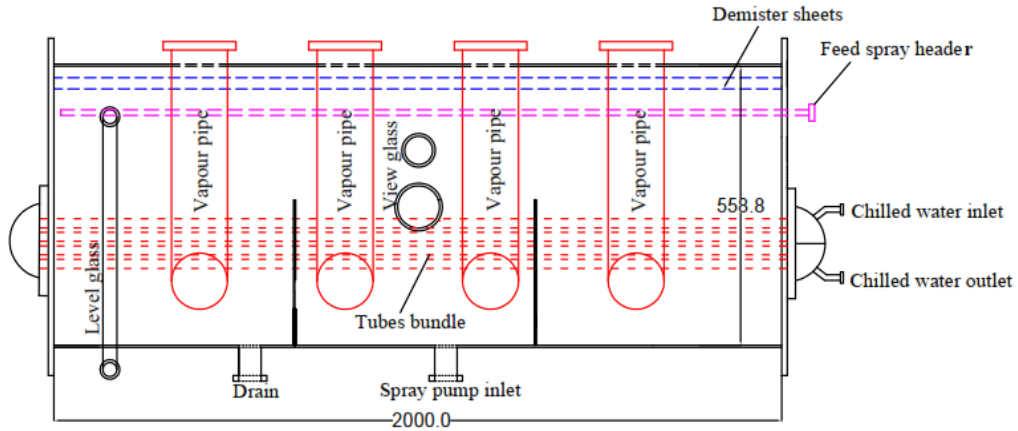 Demister sheets
Feed spray header
Vapour pipe
Vapour pipe
View glass
Vapour pipe
Vapour pipe
558.8
Chilled water inlet
Level glass
Chilled water outlet
Tubes bundle
Drain
Spray pump inlet
2000.0